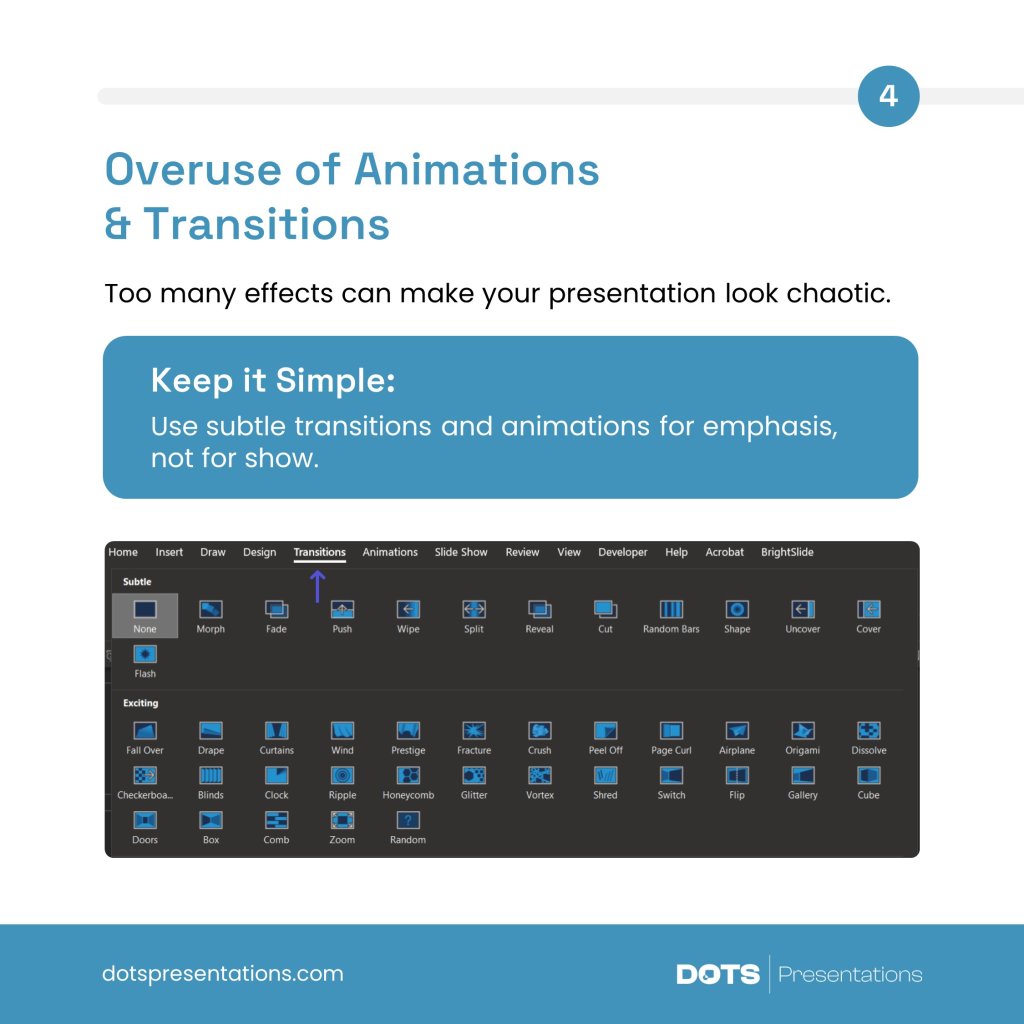 4
Overuse of Animations
& Transitions
Too many effects can make your presentation look chaotic.
Keep it Simple:
Use subtle transitions and animations for emphasis,
not for show.
Home Insert Draw Design Transitions Animations Slide Show Review View Developer Help Acrobat BrightSlide
Subtle
None Morph Fade Push Wipe Split Reveal Cut Random Bars Shape Uncover Cover
Flash
Exciting
Fall Over Drape Curtains Wind Prestige Fracture Crush Peel Off Page Curl Airplane Origami Dissolve
Checkerboa... Blinds Clock Ripple Honeycomb Glitter Vortex Shred Switch Flip Gallery Cube
Doors Box Comb Zoom Random
dotspresentations.com
DOTS Presentations